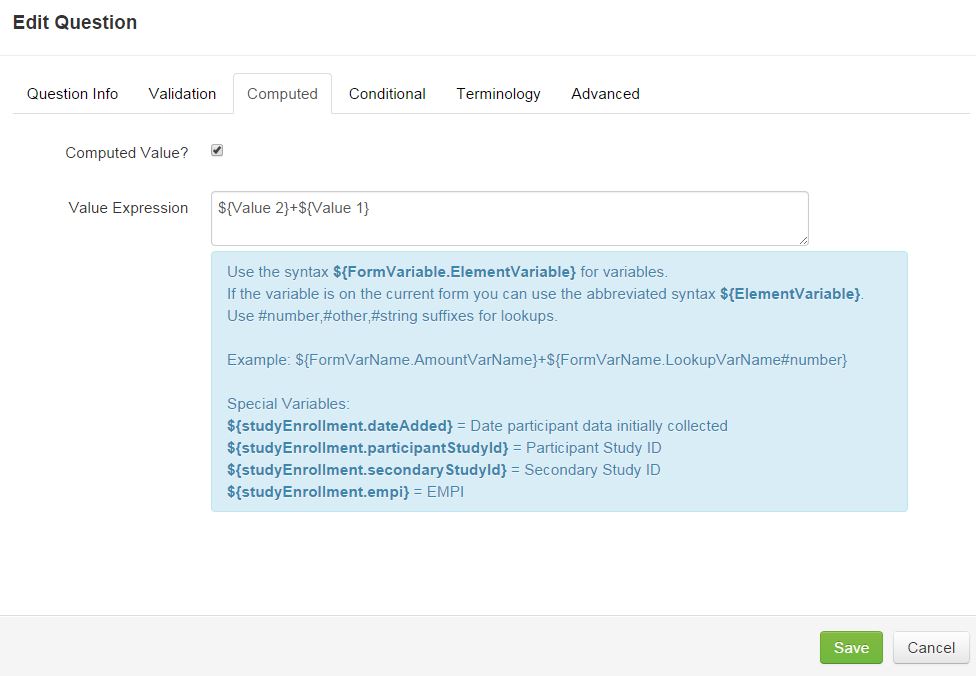 Edit Question
Question Info Validation Computed Conditional Terminology Advanced
Computed Value?
Value Expression ${Value 2}+${Value 1}
Use the syntax ${FormVariable.ElementVariable} for variables.
If the variable is on the current form you can use the abbreviated syntax ${ElementVariable}.
Use #number,#other,#string suffixes for lookups.
Example: ${FormVarName.AmountVarName}+${FormVarName.LookupVarName#number}
Special Variables:
${studyEnrollment.dateAdded} = Date participant data initially collected
${studyEnrollment.participantStudyId} = Participant Study ID
${studyEnrollment.secondaryStudyId} = Secondary Study ID
${studyEnrollment.empi} = EMPI
Save Cancel